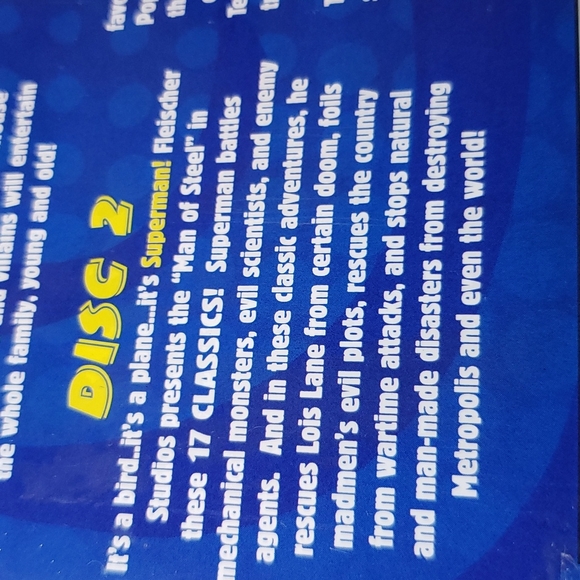 villains will entertain
the whole family, young and old!
DISC 2
It's a bird..it's a plane...it's Superman! Fleischer
Studios presents the "Man of Steel" in
these 17 CLASSICS! Superman battles
mechanical monsters, evil scientists, and enemy
agents. And in these classic adventures, he
rescues Lois Lane from certain doom, foils
madmen's evil plots, rescues the country
from wartime attacks, and stops natural
and man-made disasters from destroying
Metropolis and even the world!